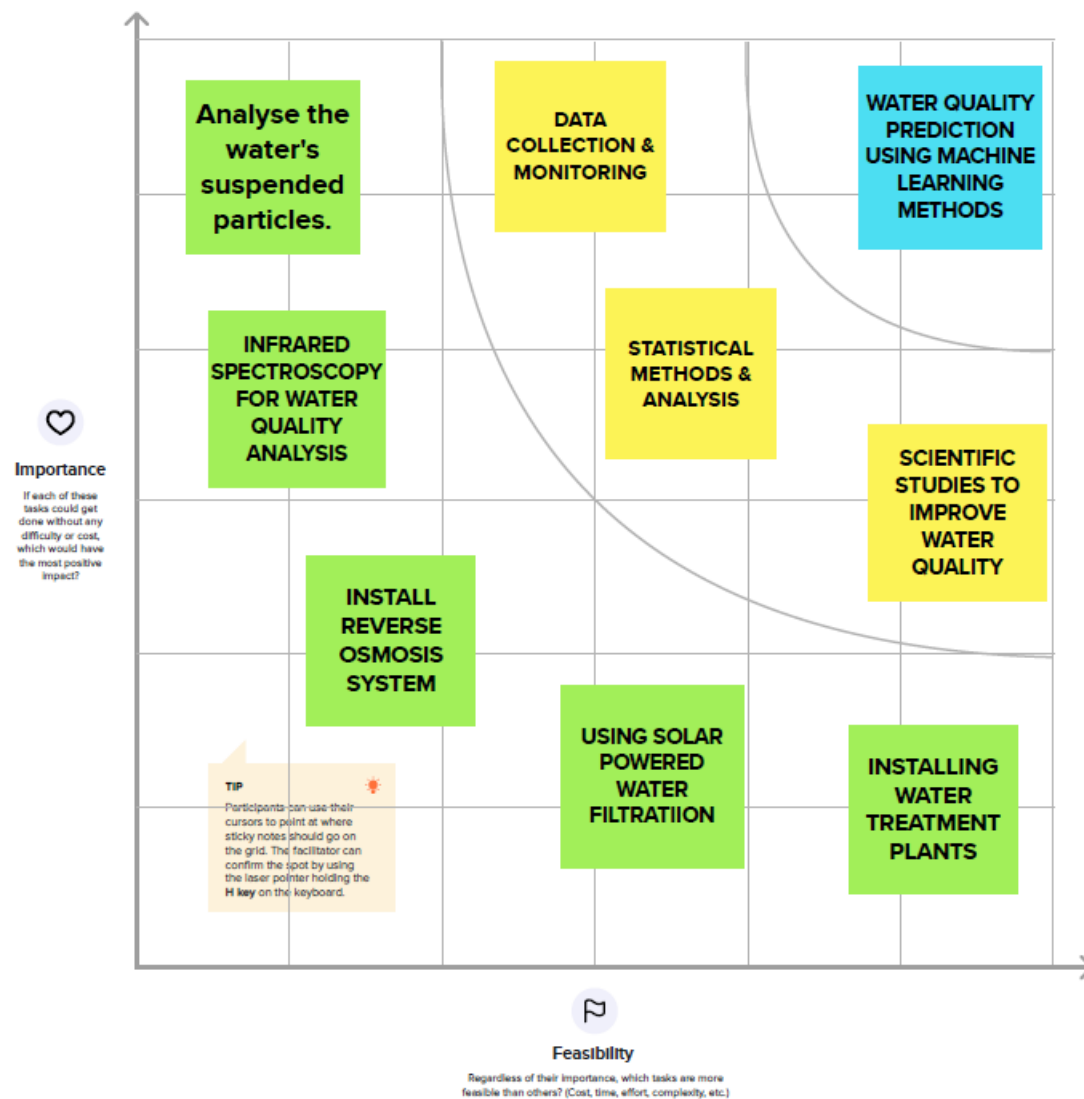 Analyse the
water's
suspended
particles.
DATA
COLLECTION &
MONITORING
WATER QUALITY
PREDICTION
USING MACHINE
LEARNING
METHODS
INFRARED
SPECTROSCOPY
FOR WATER
QUALITY
ANALYSIS
STATISTICAL
METHODS &
ANALYSIS
SCIENTIFIC
STUDIES TO
IMPROVE
WATER
QUALITY
Importance
If each of these
tasks could get
done without any
difficulty or cost,
which would have
the most positive
impact?
INSTALL
REVERSE
OSMOSIS
SYSTEM
USING SOLAR
POWERED
WATER
FILTRATIION
INSTALLING
WATER
TREATMENT
PLANTS
TIP
Participants can use their
cursors to point at where
sticky notes should go on
the grid. The facilitator can
confirm the spot by using
the laser pointer holding the
H key on the keyboard.
Feasibility
Regardless of their importance, which tasks are more
feasible than others? (Cost, time, effort, complexity, etc.)